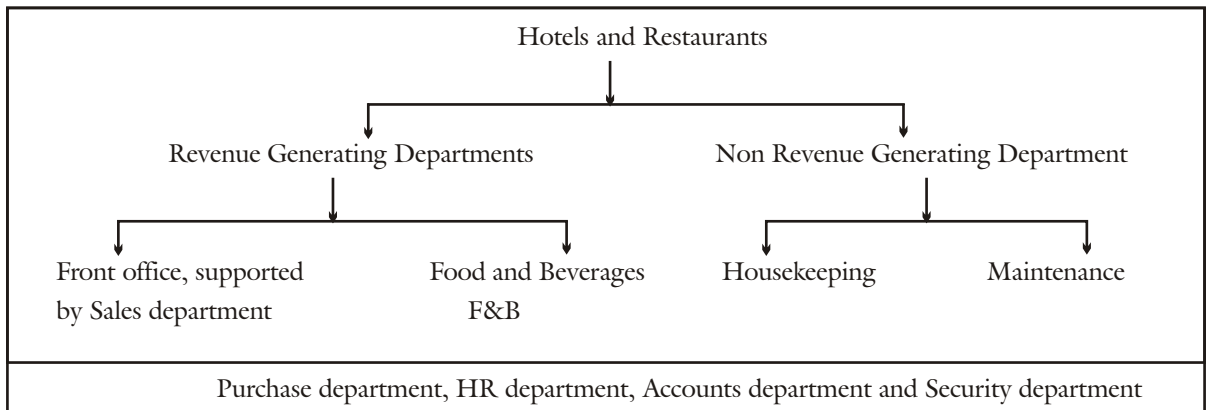 Hotels and Restaurants
Revenue Generating Departments
Non Revenue Generating Department
Front office, supported
by Sales department
Food and Beverages
F&B
Housekeeping
Maintenance
Purchase department, HR department, Accounts department and Security department